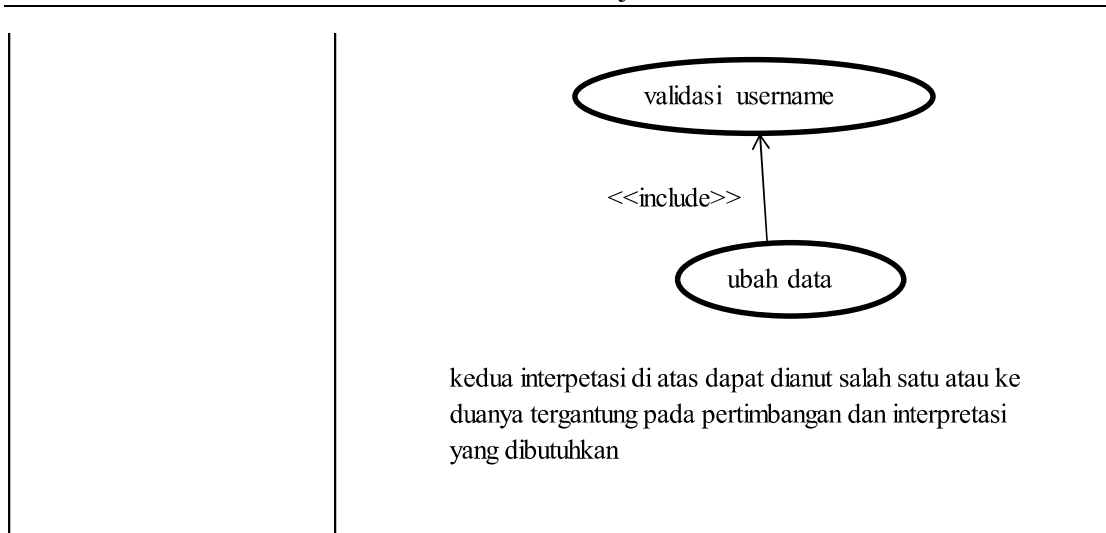 validasi username
<<include>>
ubah data
kedua interpetasi di atas dapat dianut salah satu atau ke
duanya tergantung pada pertimbangan dan interpretasi
yang dibutuhkan